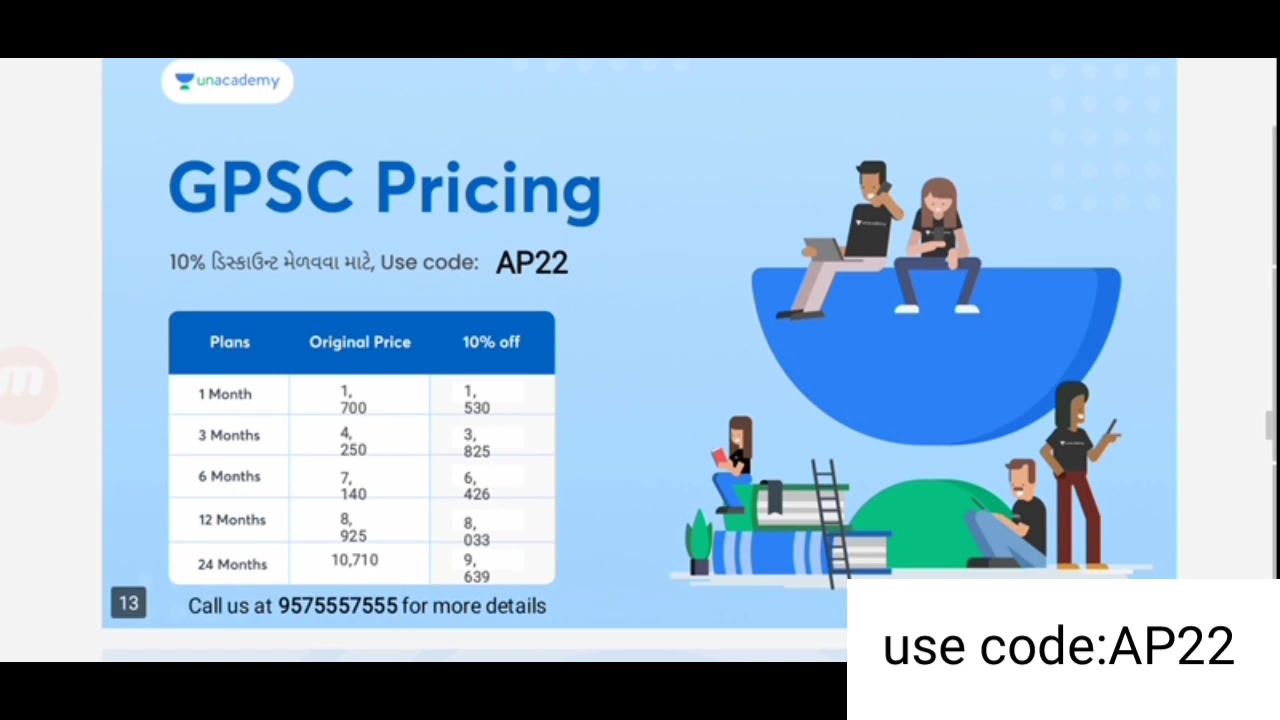 unacademy
GPSC Pricing
10% ડિસ્કાઉન્ટ મેળવવા માટે, Use code: AP22
Plans Original Price 10% off
1 Month 1,700 1,530
3 Months 4,250 3,825
6 Months 7,140 6,426
12 Months 8,925 8,033
24 Months 10,710 9,639
13
Call us at 9575557555 for more details
use code:AP22